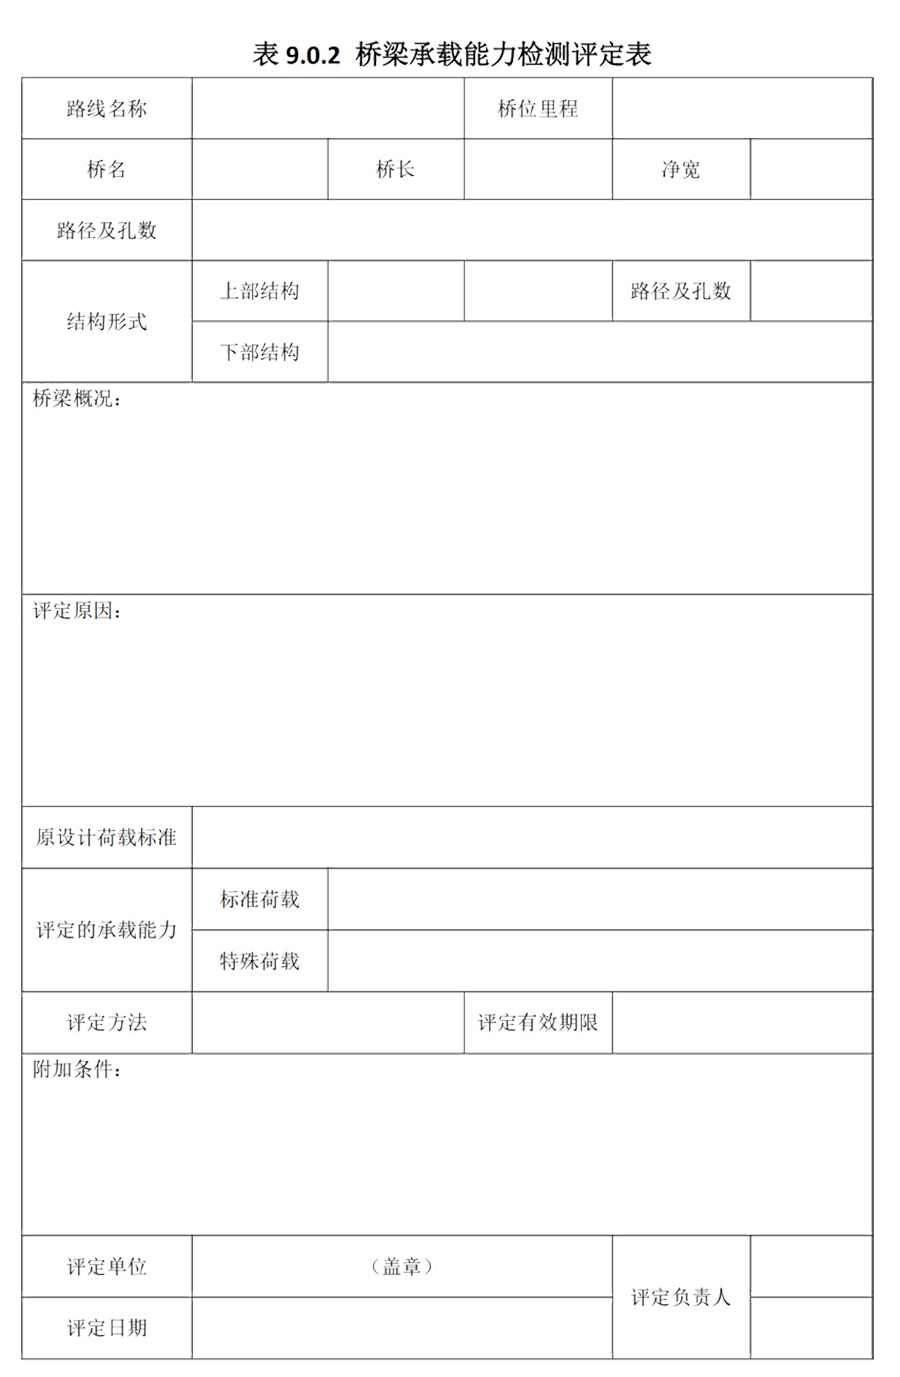 表 9.0.2 桥梁承载能力检测评定表
路线名称 桥位里程
桥名 桥长 净宽
路径及孔数
结构形式 上部结构 路径及孔数
下部结构
桥梁概况：
评定原因：
原设计荷载标准
评定的承载能力 标准荷载
特殊荷载
评定方法 评定有效期限
附加条件：
评定单位 （盖章） 评定负责人
评定日期